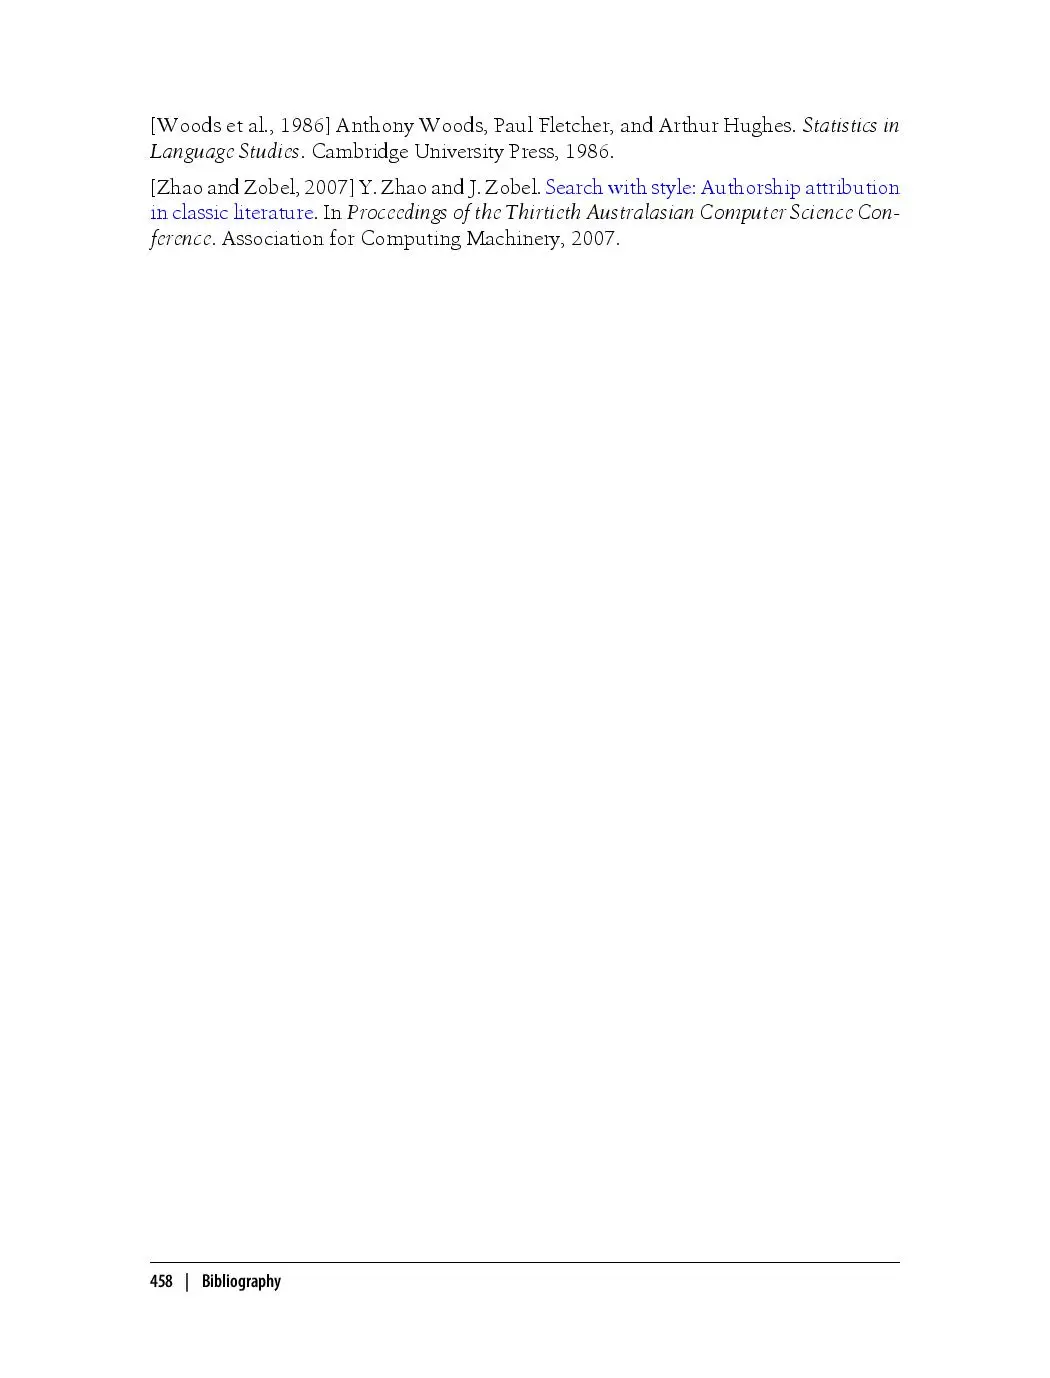 [Woods et al., 1986] Anthony Woods, Paul Fletcher, and Arthur Hughes. Statistics in
Language Studies. Cambridge University Press, 1986.
[Zhao and Zobel, 2007] Y. Zhao and J. Zobel. Search with style: Authorship attribution
in classic literature. In Proceedings of the Thirtieth Australasian Computer Science Con-
ference. Association for Computing Machinery, 2007.
458 | Bibliography